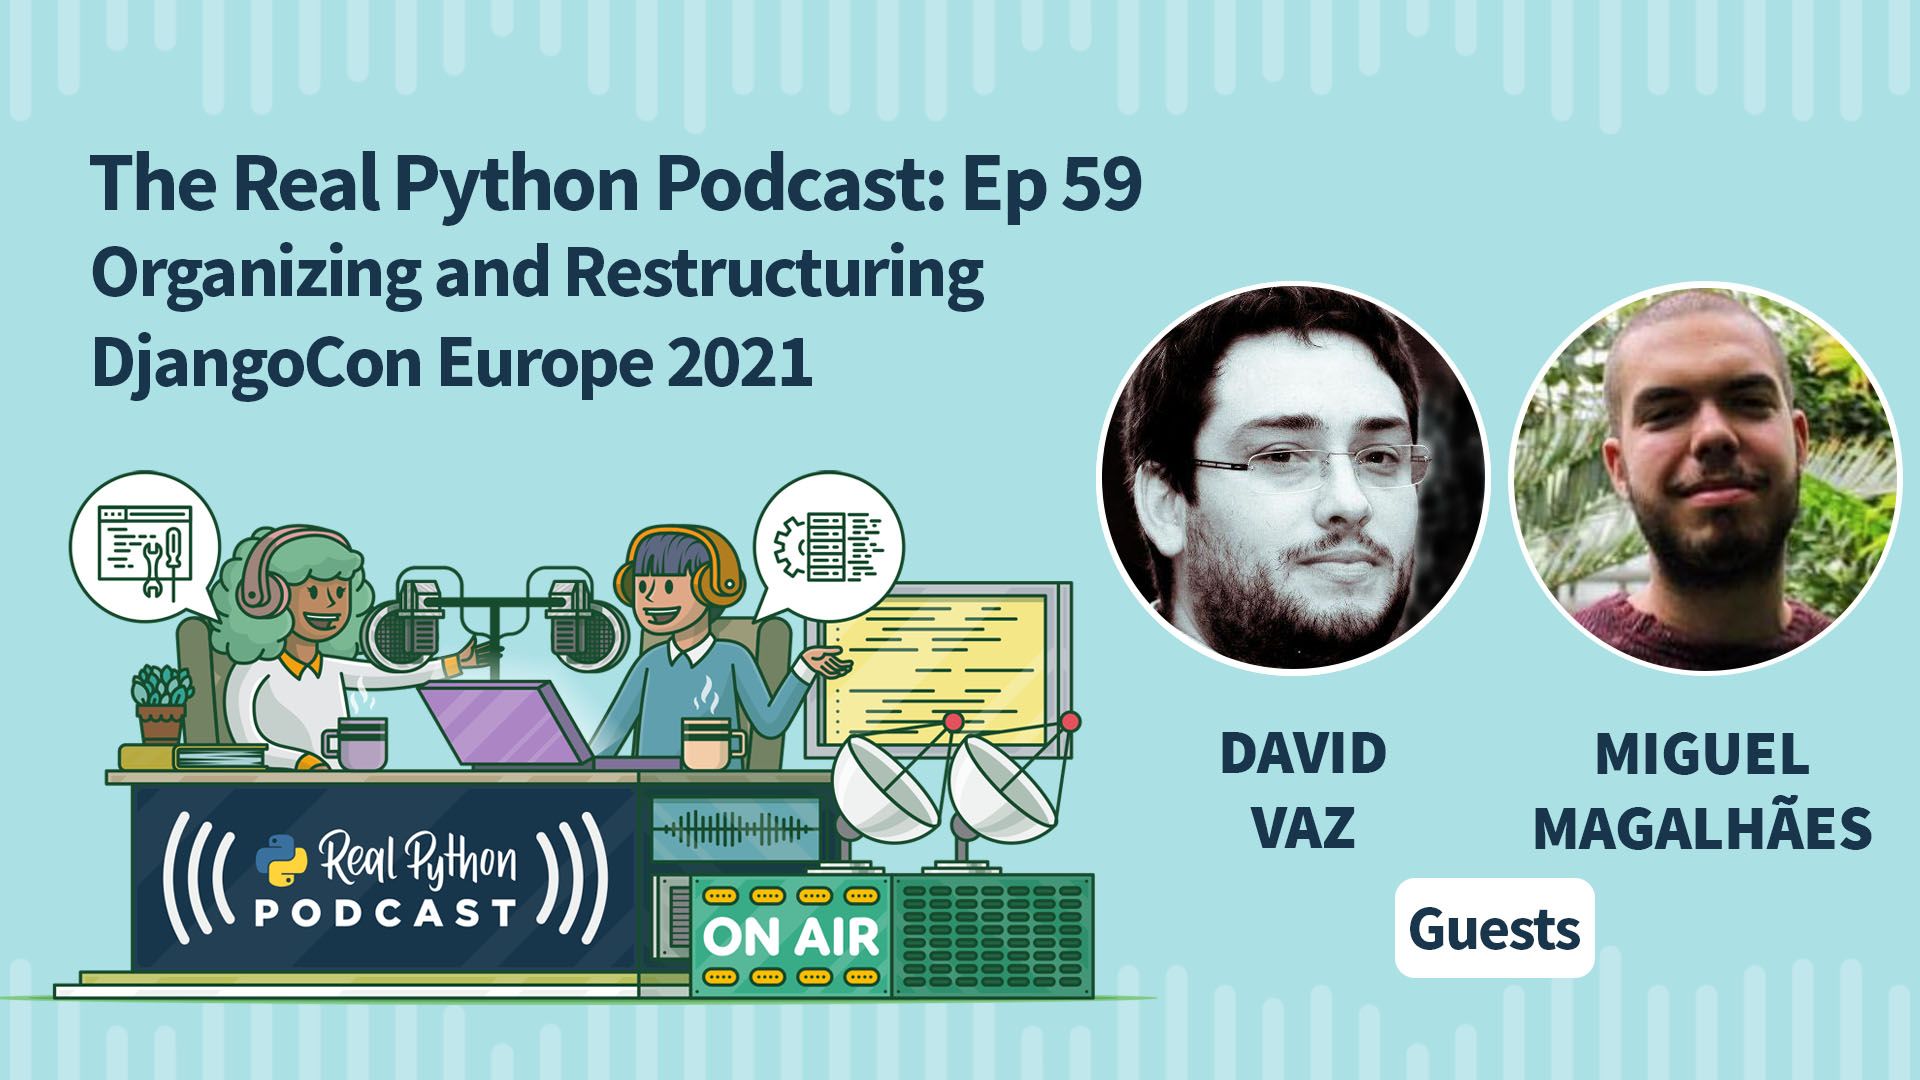 The Real Python Podcast: Ep 59
Organizing and Restructuring
DjangoCon Europe 2021
DAVID
VAZ
MIGUEL
MAGALHÃES
Guests
Real Python
PODCAST
ON AIR